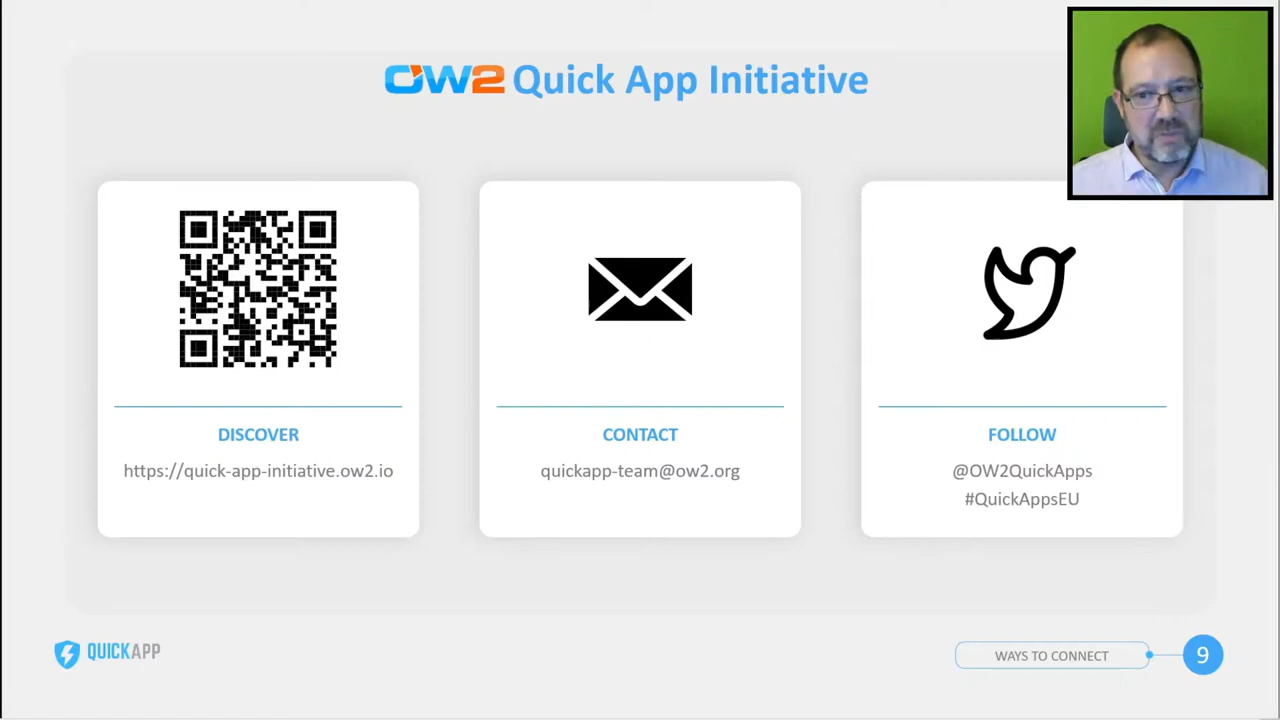 OW2 Quick App Initiative
DISCOVER
https://quick-app-initiative.ow2.io
CONTACT
quickapp-team@ow2.org
FOLLOW
@OW2QuickApps
#QuickAppsEU
QUICKAPP
WAYS TO CONNECT
9